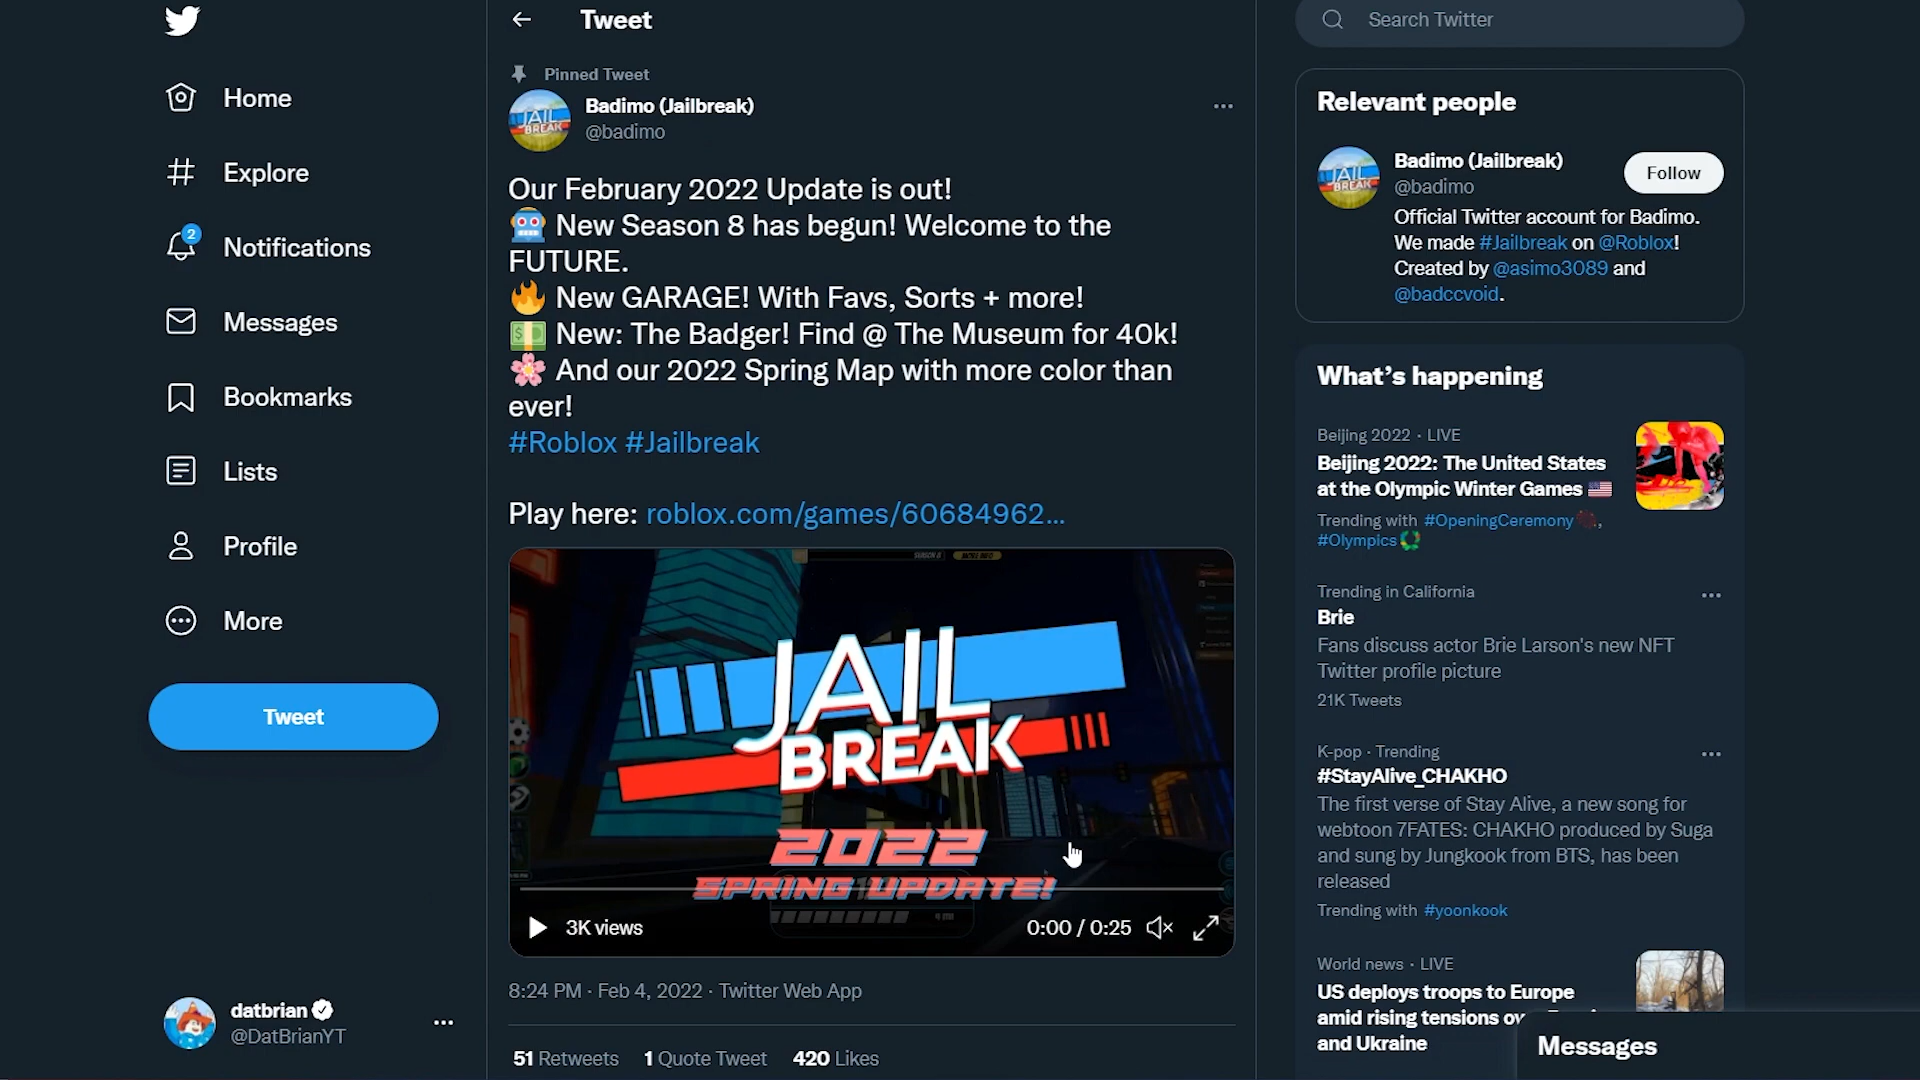 Home
Explore
2
Notifications
Messages
Bookmarks
Lists
Profile
More
Tweet
datbrian
@DatBrianYT
Tweet
Pinned Tweet
Badimo (Jailbreak)
@badimo
Our February 2022 Update is out!
New Season 8 has begun! Welcome to the
FUTURE.
New GARAGE! With Favs, Sorts + more!
New: The Badger! Find @ The Museum for 40k!
And our 2022 Spring Map with more color than
ever!
#Roblox #Jailbreak
Play here: roblox.com/games/60684962...
SEASON 8 MORE INFO
JAIL
BREAK
2022
SPRING UPDATE!
3K views
0:00 / 0:25
8:24 PM · Feb 4, 2022 · Twitter Web App
51 Retweets 1 Quote Tweet 420 Likes
Search Twitter
Relevant people
Badimo (Jailbreak)
@badimo
Follow
Official Twitter account for Badimo.
We made #Jailbreak on @Roblox!
Created by @asimo3089 and
@badccvoid.
What's happening
Beijing 2022 · LIVE
Beijing 2022: The United States
at the Olympic Winter Games
Trending with #OpeningCeremony,
#Olympics
Trending in California
Brie
Fans discuss actor Brie Larson's new NFT
Twitter profile picture
21K Tweets
K-pop · Trending
#StayAlive_CHAKHO
The first verse of Stay Alive, a new song for
webtoon 7FATES: CHAKHO produced by Suga
and sung by Jungkook from BTS, has been
released
Trending with #yoonkook
World news · LIVE
US deploys troops to Europe
amid rising tensions
and Ukraine
Messages